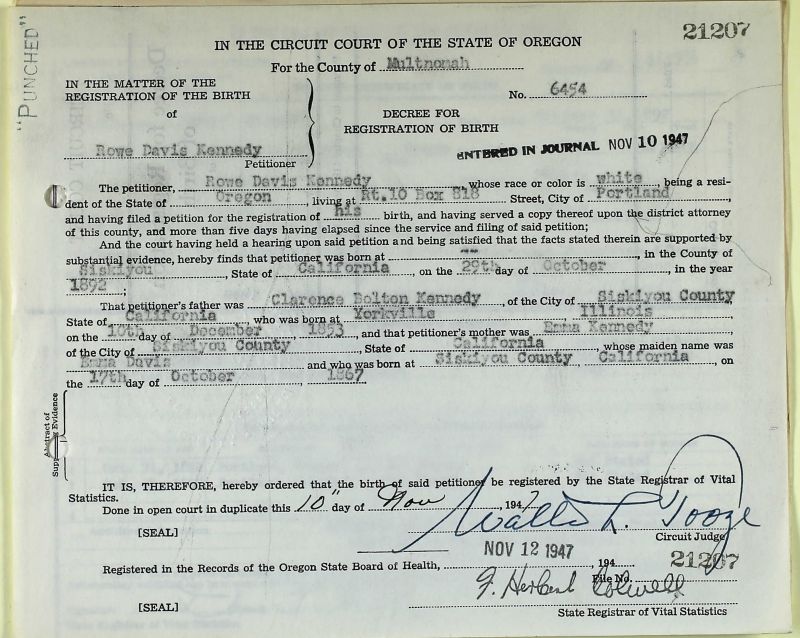 "PUNCHED"
21207
IN THE CIRCUIT COURT OF THE STATE OF OREGON
For the County of Multnomah
IN THE MATTER OF THE
REGISTRATION OF THE BIRTH
of
Rowe Davis Kennedy
Petitioner
No. 6454
DECREE FOR
REGISTRATION OF BIRTH
ENTERED IN JOURNAL NOV 10 1947
The petitioner, Rowe Davis Kennedy, whose race or color is white, being a resi-
dent of the State of Oregon, living at Rt.10 Box 818 Street, City of Portland,
and having filed a petition for the registration of his birth, and having served a copy thereof upon the district attorney
of this county, and more than five days having elapsed since the service and filing of said petition;
And the court having held a hearing upon said petition and being satisfied that the facts stated therein are supported by
substantial evidence, hereby finds that petitioner was born at --, in the County of
Siskiyou, State of California, on the 29th day of October, in the year
1892;
That petitioner's father was Clarence Bolton Kennedy, of the City of Siskiyou County
State of California, who was born at Yorkville Illinois,
on the 10th day of December, 1853, and that petitioner's mother was Emma Kennedy,
of the City of Siskiyou County, State of California, whose maiden name was
Emma Davis and who was born at Siskiyou County, California, on
the 17th day of October, 1867
Abstract of
Supporting Evidence
IT IS, THEREFORE, hereby ordered that the birth of said petitioner be registered by the State Registrar of Vital
Statistics.
Done in open court in duplicate this 10" day of Nov, 1947
Walter L. Tooze
[SEAL]
Circuit Judge
NOV 12 1947
Registered in the Records of the Oregon State Board of Health, , 194
21207
File No.
F. Herbert Colwell
[SEAL]
State Registrar of Vital Statistics